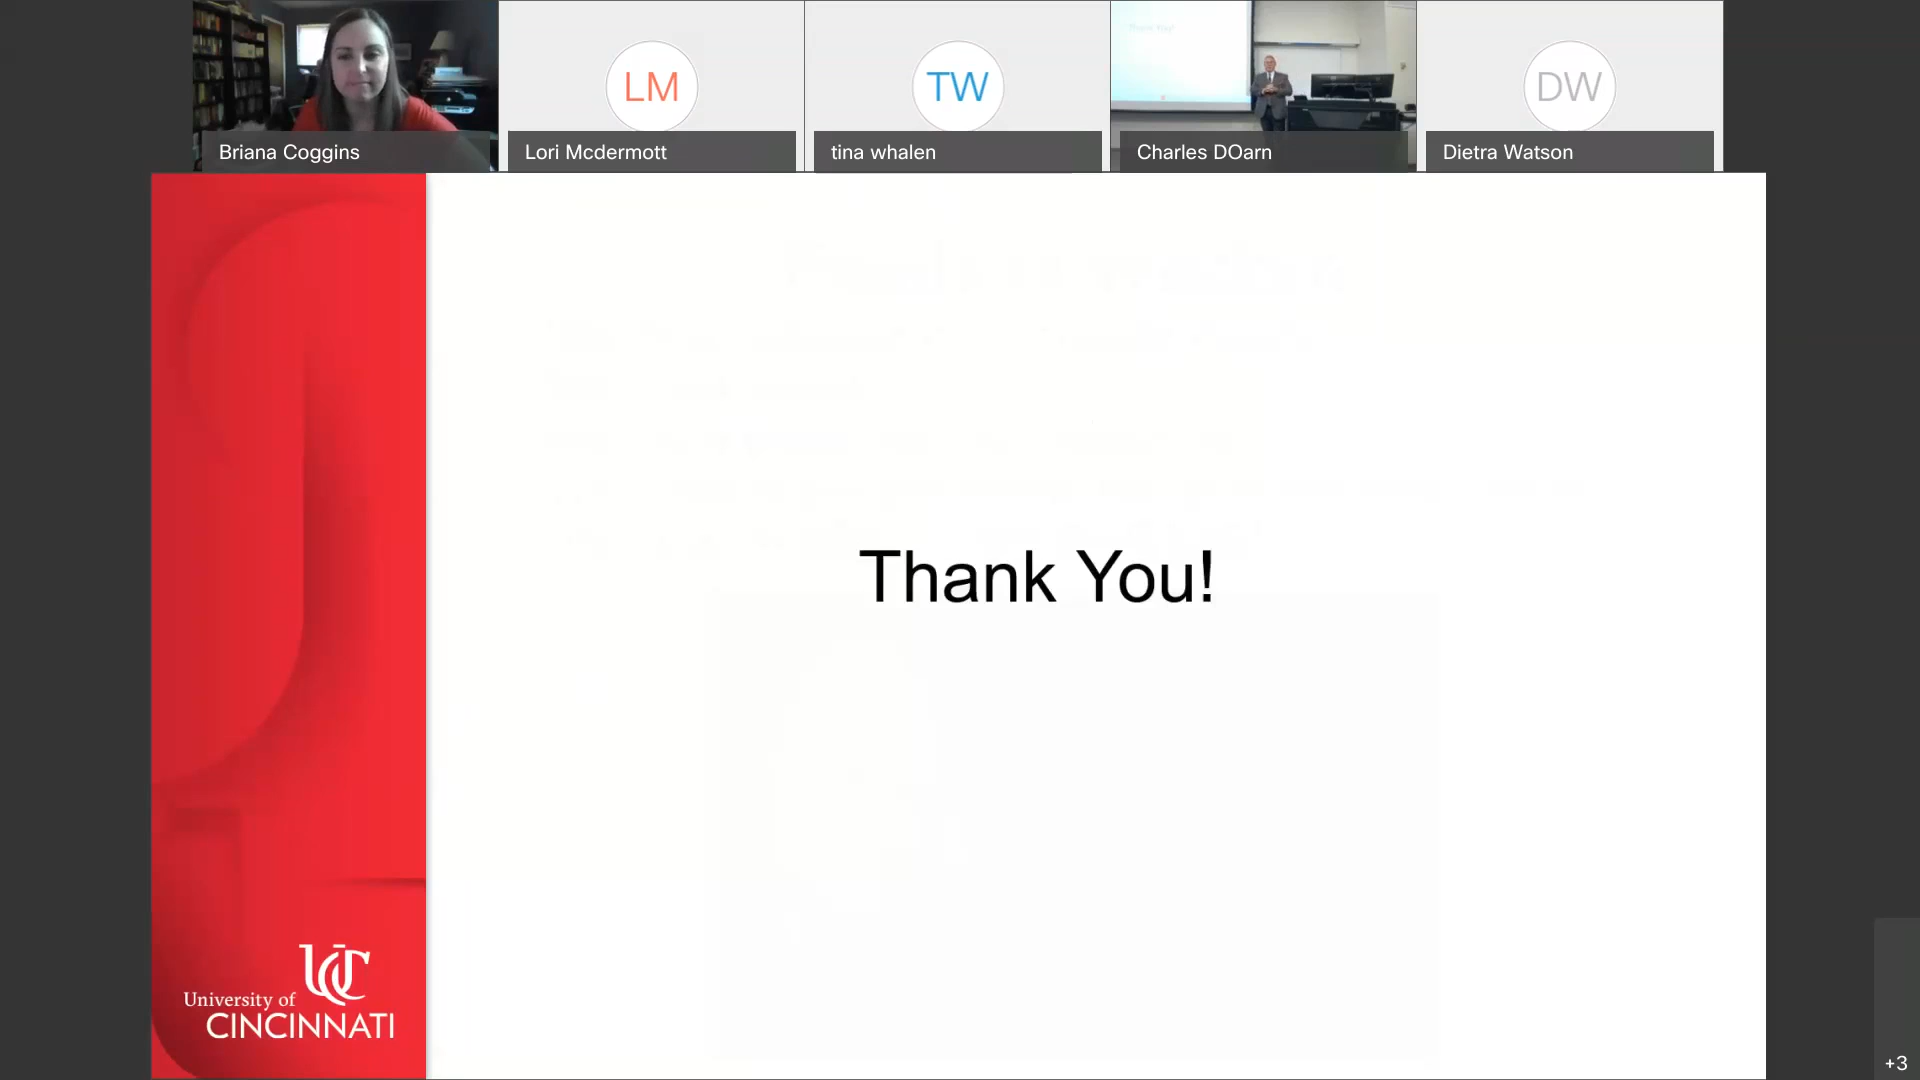 Briana Coggins
LM
Lori Mcdermott
TW
tina whalen
Charles DOarn
DW
Dietra Watson
Thank You!
UC
University of
CINCINNATI
+3